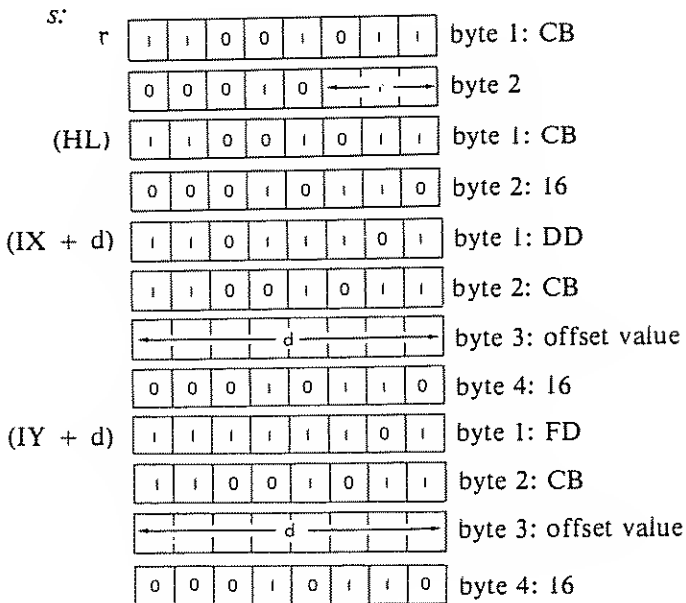 s:
r 1 1 0 0 1 0 1 1 byte 1: CB
0 0 0 1 0 r byte 2
(HL) 1 1 0 0 1 0 1 1 byte 1: CB
0 0 0 1 0 1 1 0 byte 2: 16
(IX + d) 1 1 0 1 1 1 0 1 byte 1: DD
1 1 0 0 1 0 1 1 byte 2: CB
d byte 3: offset value
0 0 0 1 0 1 1 0 byte 4: 16
(IY + d) 1 1 1 1 1 1 0 1 byte 1: FD
1 1 0 0 1 0 1 1 byte 2: CB
d byte 3: offset value
0 0 0 1 0 1 1 0 byte 4: 16